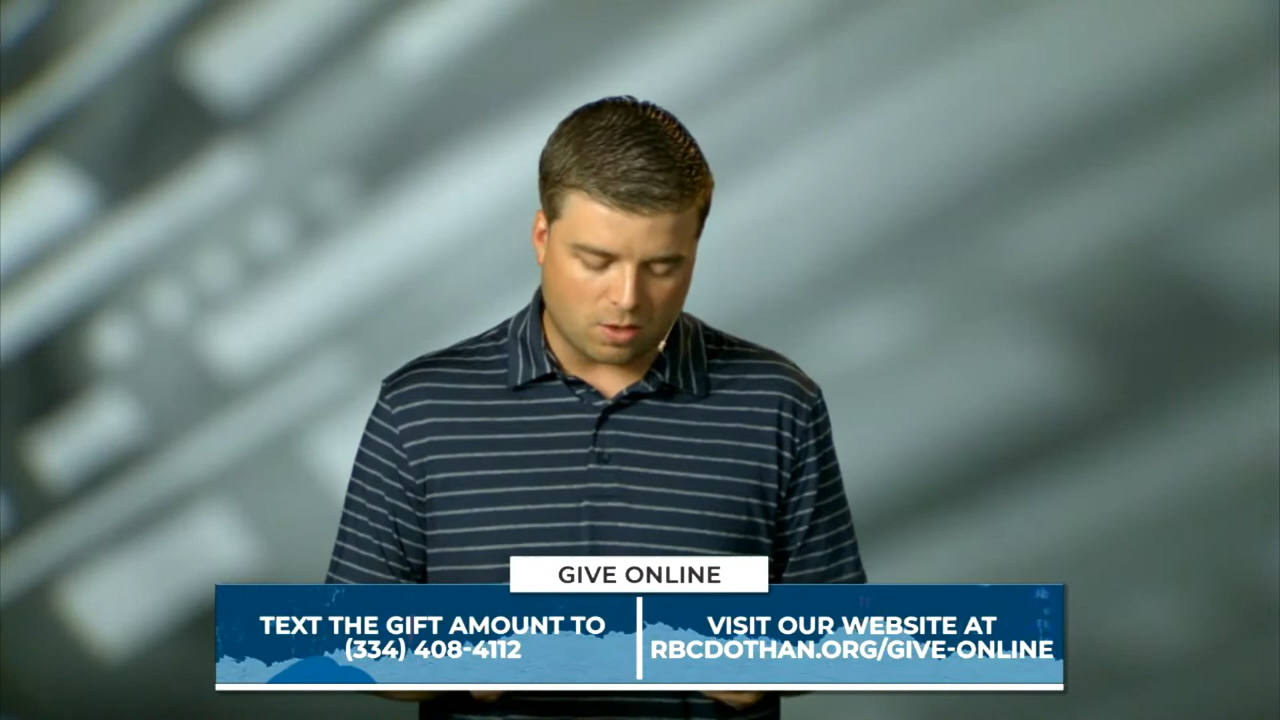 GIVE ONLINE
TEXT THE GIFT AMOUNT TO
(334) 408-4112
VISIT OUR WEBSITE AT
RBCDOTHAN.ORG/GIVE-ONLINE